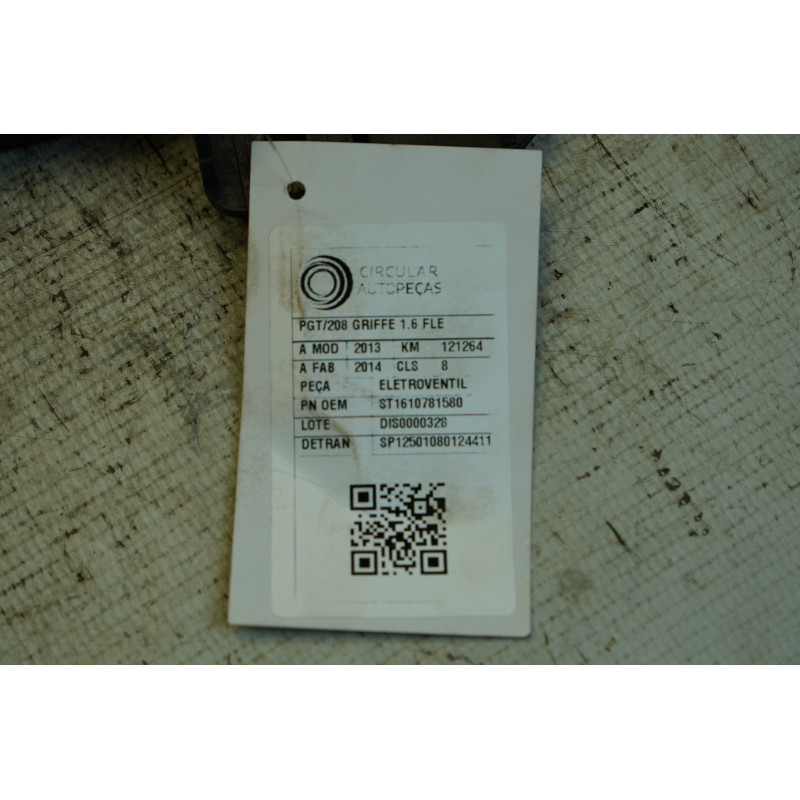 CIRCULAR
AUTOPEÇAS
PGT/208 GRIFFE 1.6 FLE
A MOD 2013 KM 121264
A FAB 2014 CLS 8
PEÇA ELETROVENTIL
PN OEM ST1610781580
LOTE DIS0000328
DETRAN SP12501080124411